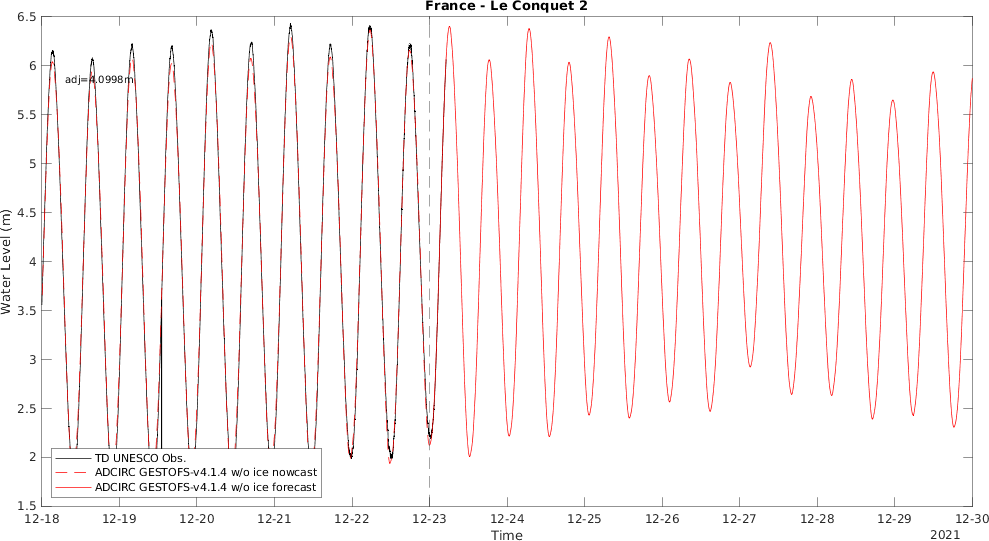 France - Le Conquet 2
6.5
6
5.5
5
4.5
4
3.5
3
2.5
2
1.5
Water Level (m)
adj=4.0998m
TD UNESCO Obs.
ADCIRC GESTOFS-v4.1.4 w/o ice nowcast
ADCIRC GESTOFS-v4.1.4 w/o ice forecast
12-18 12-19 12-20 12-21 12-22 12-23 12-24 12-25 12-26 12-27 12-28 12-29 12-30
Time
2021